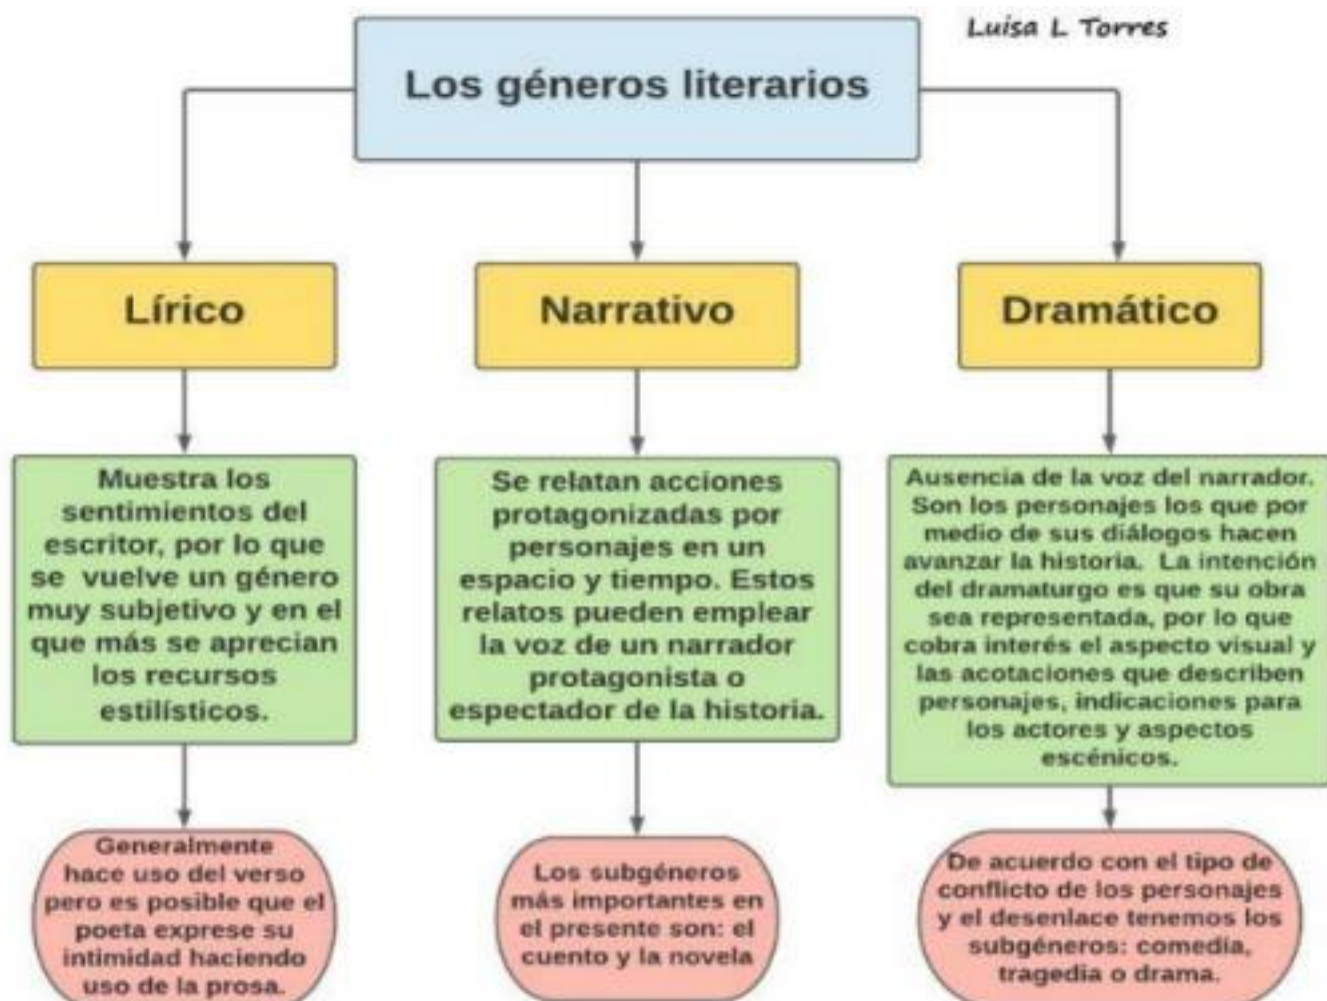 Luisa L Torres
Los géneros literarios
Lírico
Narrativo
Dramático
Muestra los
sentimientos del
escritor, por lo que
se vuelve un género
muy subjetivo y en el
que más se aprecian
los recursos
estilísticos.
Se relatan acciones
protagonizadas por
personajes en un
espacio y tiempo. Estos
relatos pueden emplear
la voz de un narrador
protagonista o
espectador de la historia.
Ausencia de la voz del narrador.
Son los personajes los que por
medio de sus diálogos hacen
avanzar la historia. La intención
del dramaturgo es que su obra
sea representada, por lo que
cobra interés el aspecto visual y
las acotaciones que describen
personajes, indicaciones para
los actores y aspectos
escénicos.
Generalmente
hace uso del verso
pero es posible que el
poeta exprese su
intimidad haciendo
uso de la prosa.
Los subgéneros
más importantes en
el presente son: el
cuento y la novela
De acuerdo con el tipo de
conflicto de los personajes
y el desenlace tenemos los
subgéneros: comedia,
tragedia o drama.